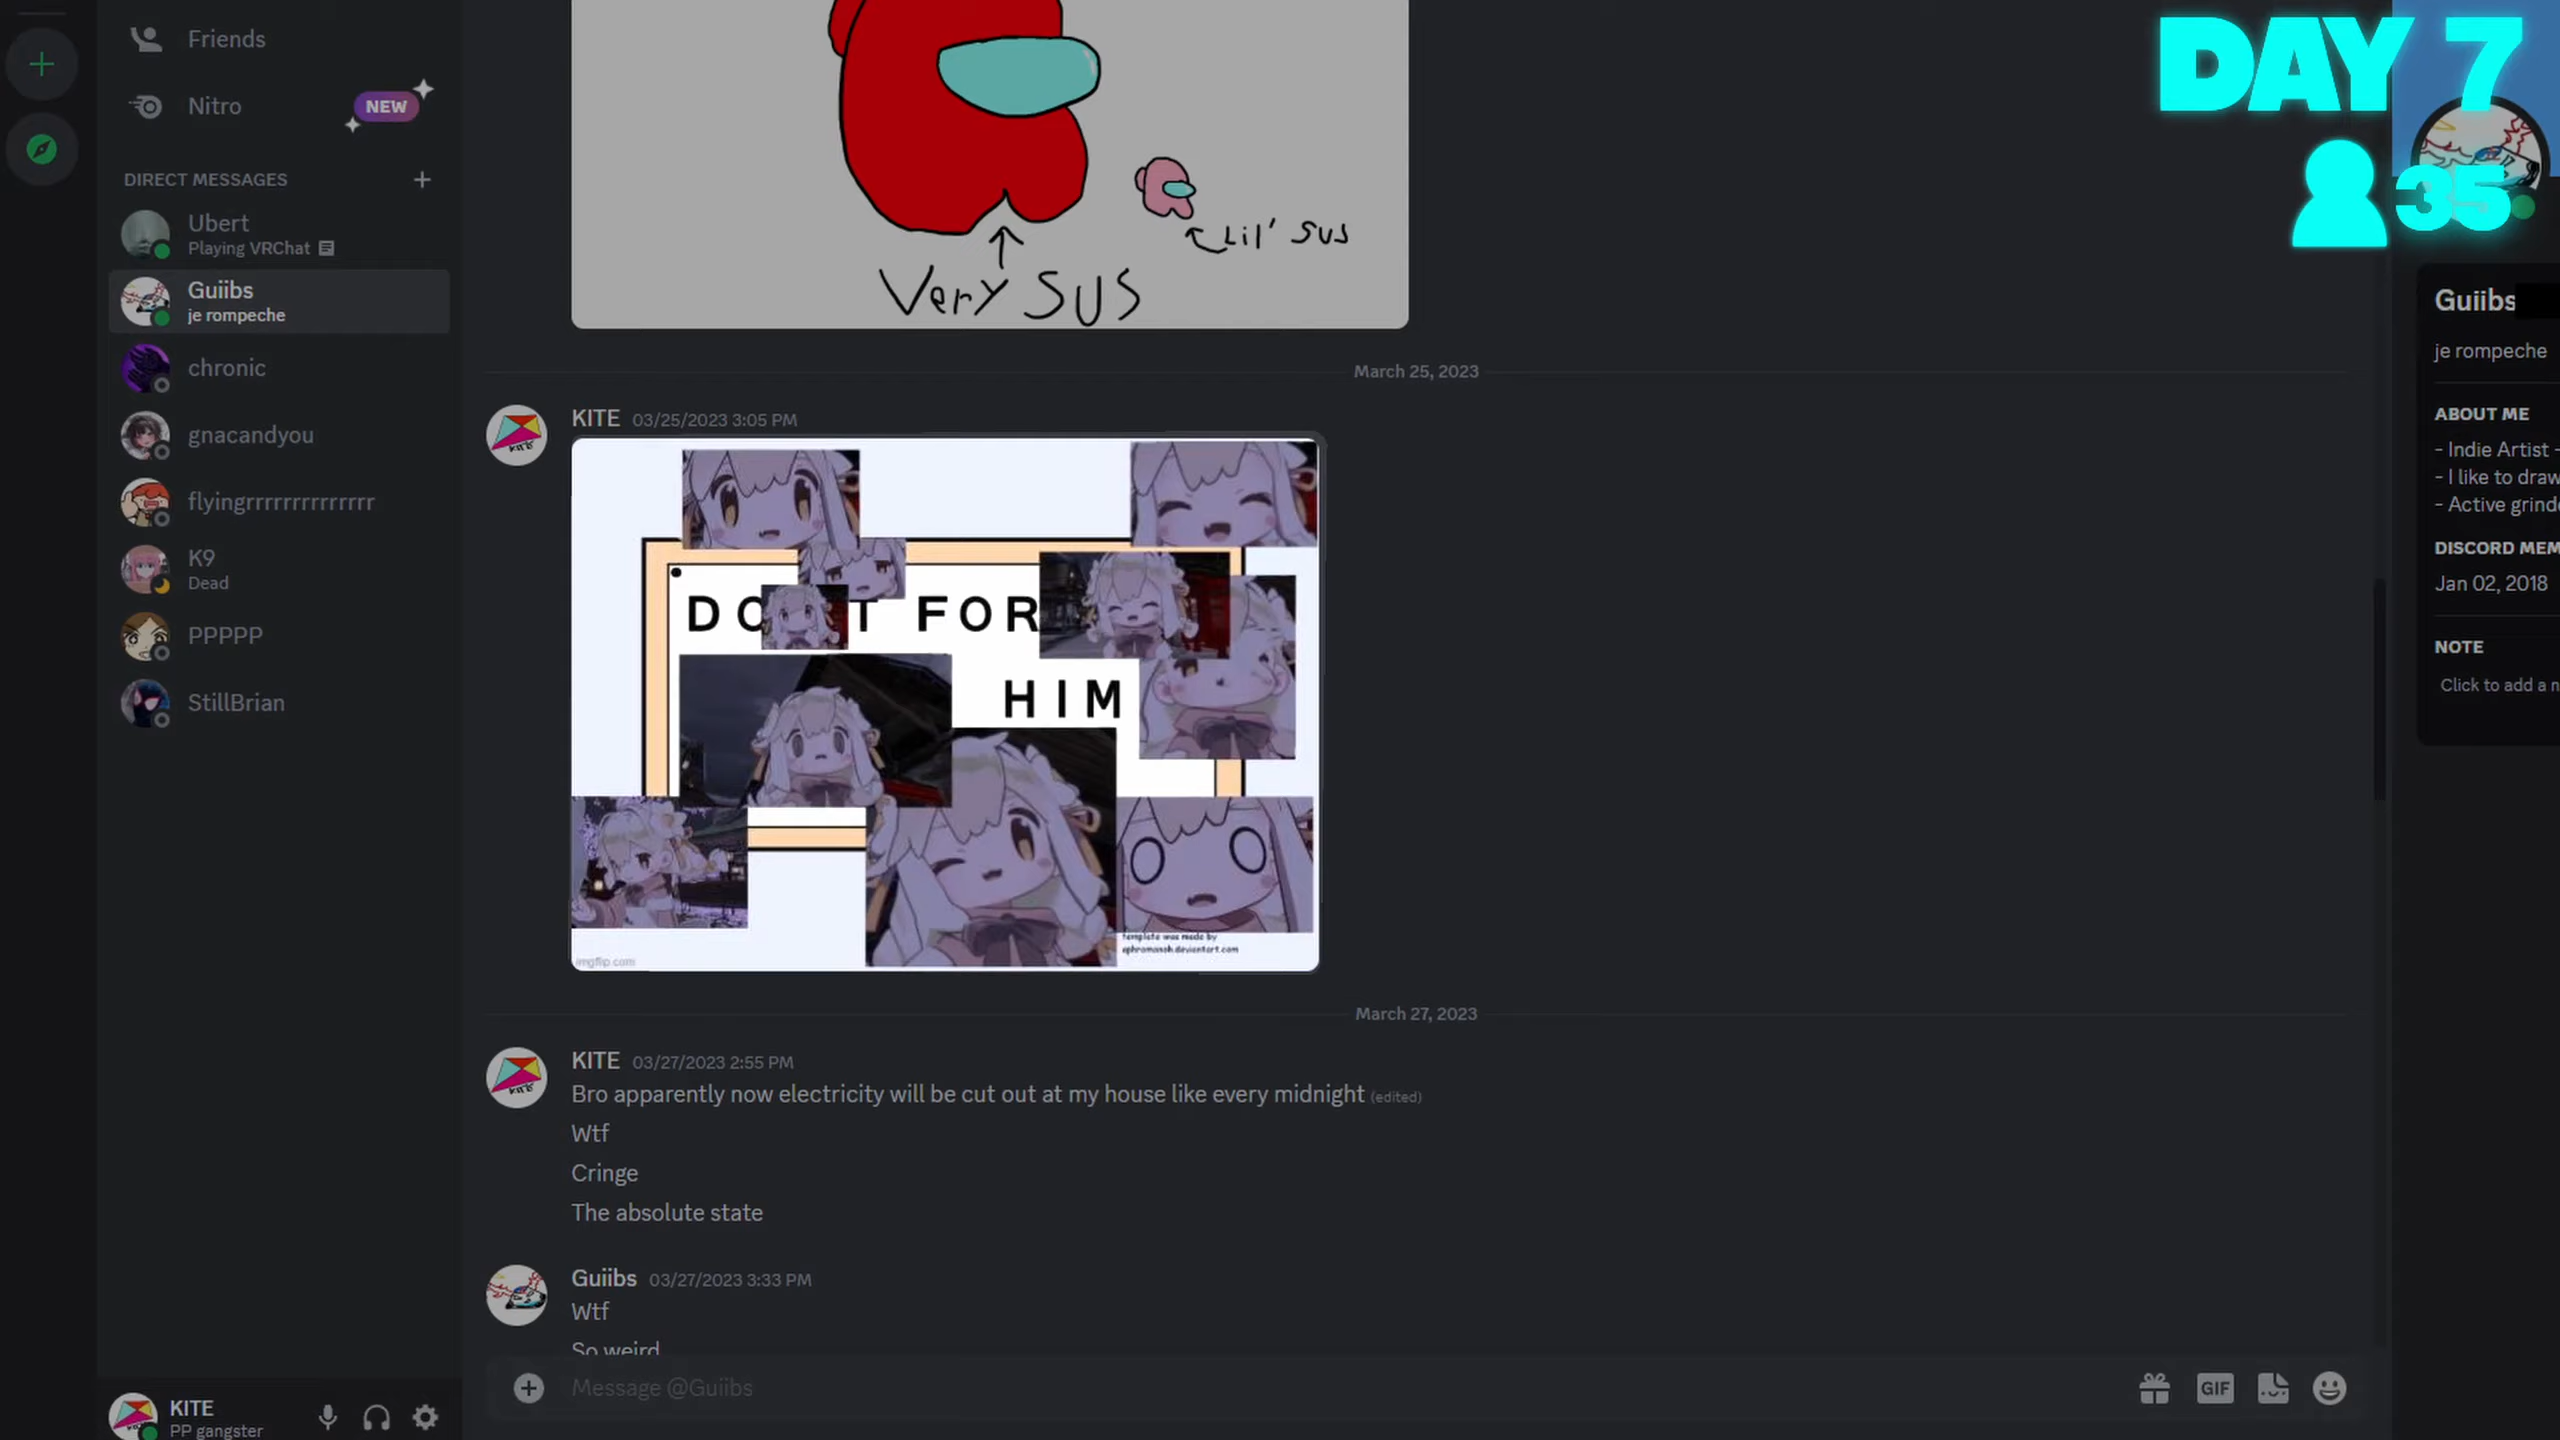 Friends
Nitro
NEW
DIRECT MESSAGES
Ubert
Playing VRChat
Guiibs
je rompeche
chronic
gnacandyou
flyingrrrrrrrrrrrrrr
K9
Dead
PPPPP
StillBrian
KITE
PP gangster
Lil' sus
Very SUS
March 25, 2023
KITE 03/25/2023 3:05 PM
DO T FOR
HIM
template was made by
imgflip.com
March 27, 2023
KITE 03/27/2023 2:55 PM
Bro apparently now electricity will be cut out at my house like every midnight (edited)
Wtf
Cringe
The absolute state
Guiibs 03/27/2023 3:33 PM
Wtf
So weird
Message @Guiibs
GIF
DAY 7
35
Guiibs
je rompeche
ABOUT ME
- Indie Artist -
- I like to draw
- Active grind
DISCORD MEM
Jan 02, 2018
NOTE
Click to add a n